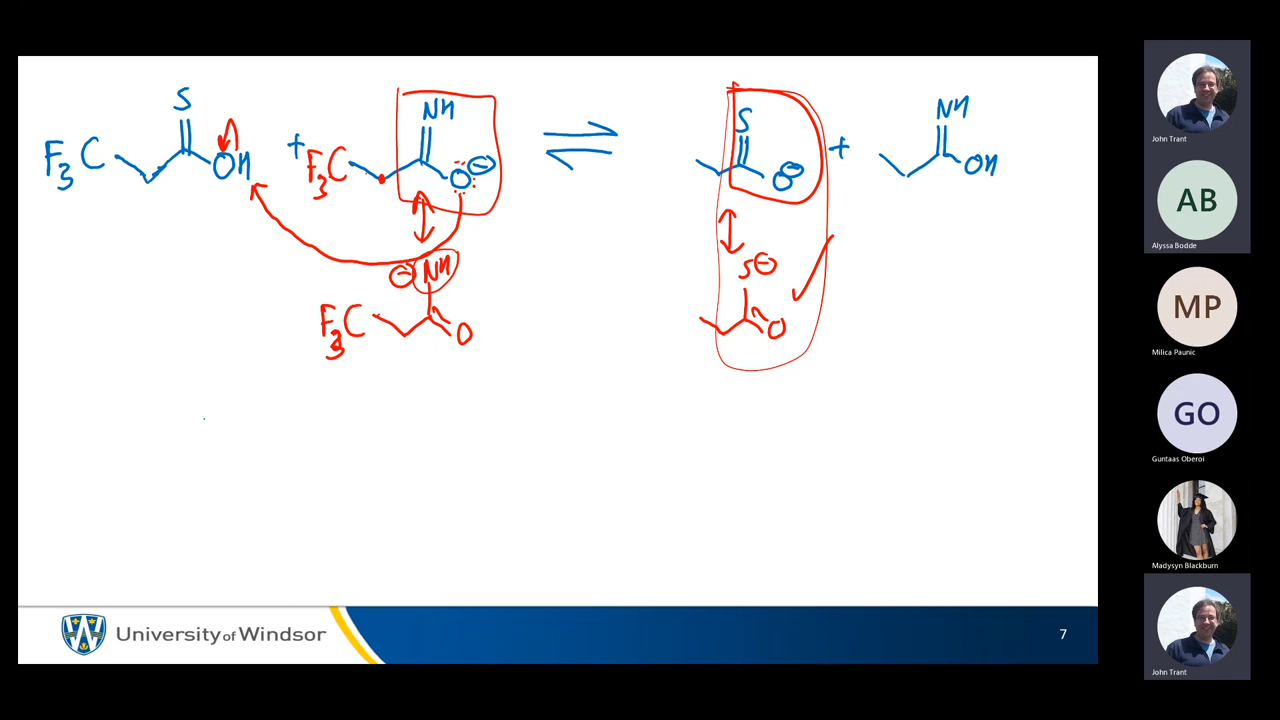 S
F₃C OH
+
F₃C NH O⊖
⇌
S O⊖
+
NH OH
⊖ NH
F₃C O
S⊖
O
University of Windsor
7
John Trant
AB
Alyssa Bodde
MP
Milica Paunic
GO
Guntaas Oberoi
Madysyn Blackburn
John Trant